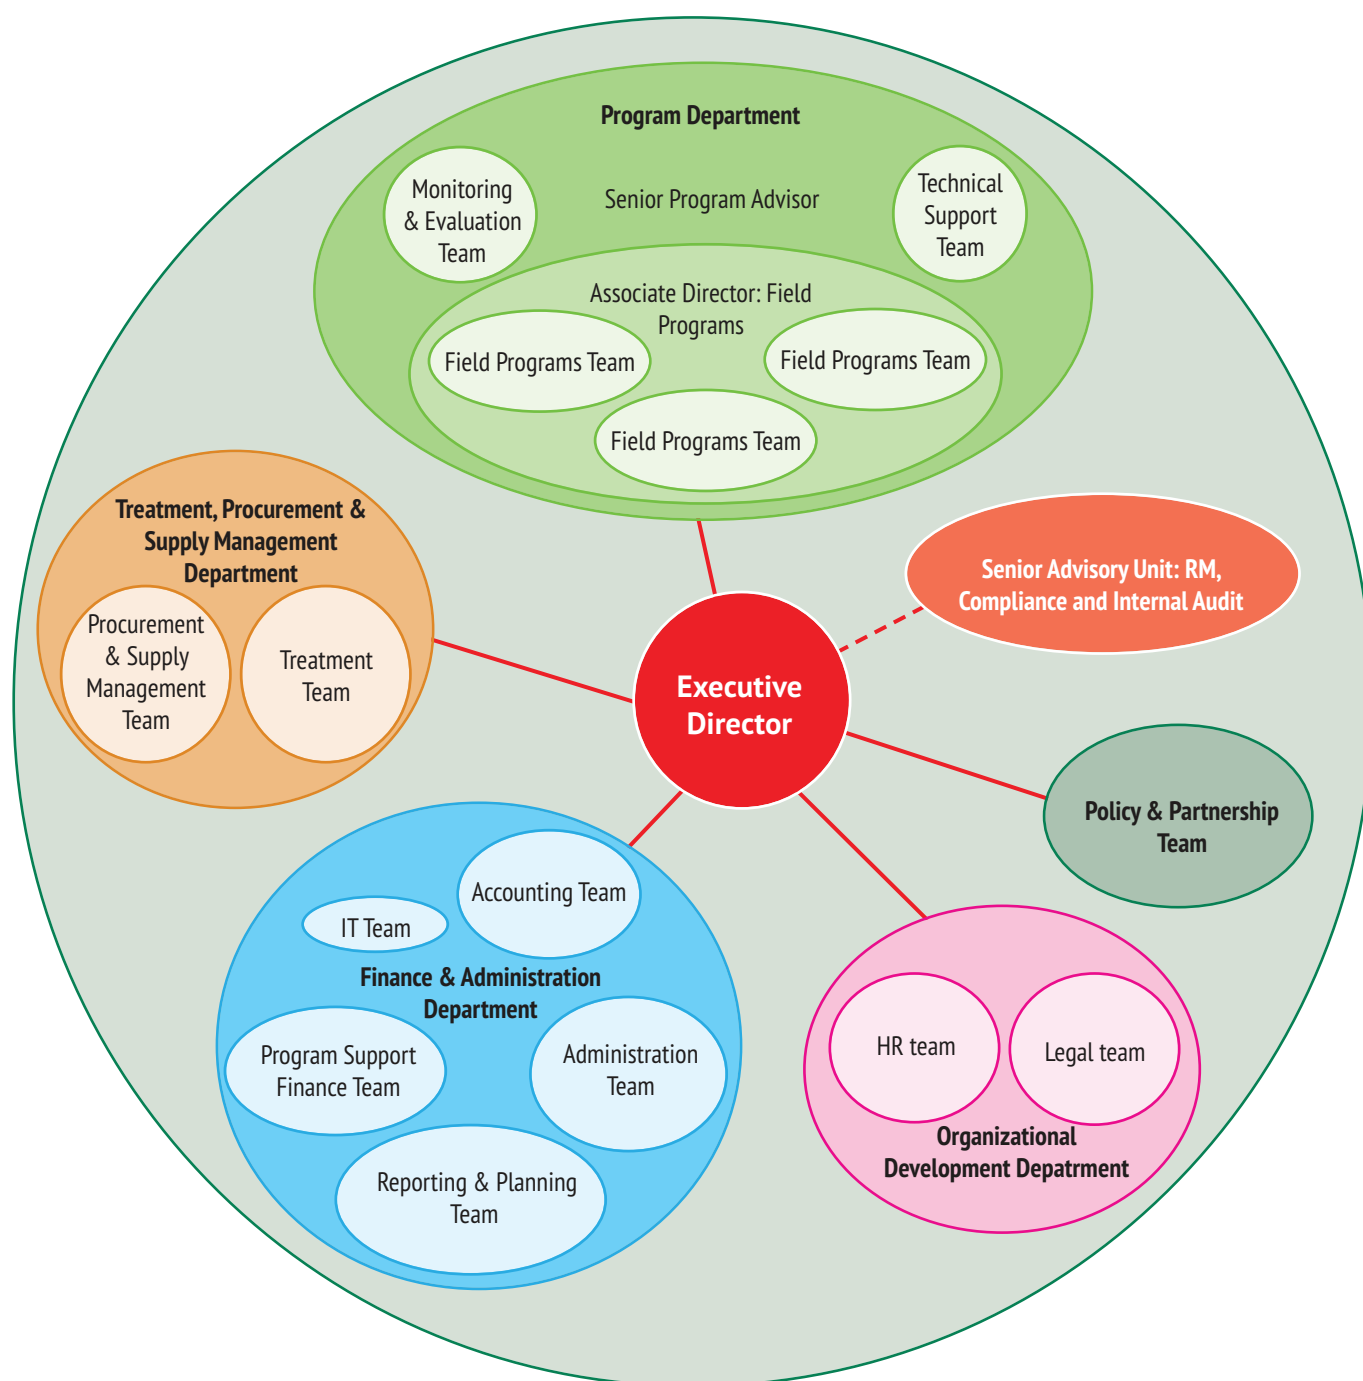 Program Department
Monitoring
& Evaluation
Team
Senior Program Advisor
Technical
Support
Team
Associate Director: Field
Programs
Field Programs Team
Field Programs Team
Field Programs Team
Treatment, Procurement &
Supply Management
Department
Procurement
& Supply
Management
Team
Treatment
Team
Senior Advisory Unit: RM,
Compliance and Internal Audit
Executive
Director
Policy & Partnership
Team
Accounting Team
IT Team
Finance & Administration
Department
Program Support
Finance Team
Administration
Team
Reporting & Planning
Team
HR team
Legal team
Organizational
Development Depatrment